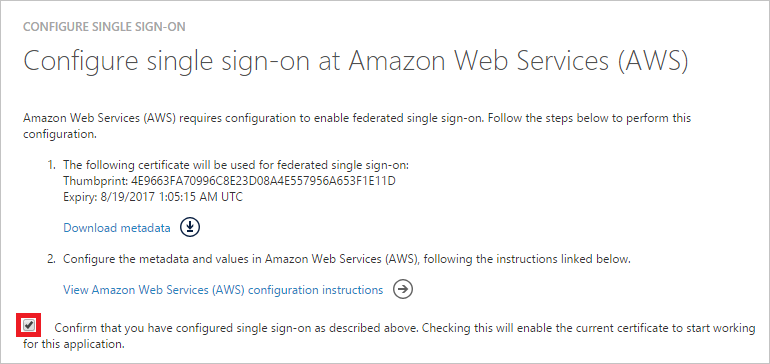 CONFIGURE SINGLE SIGN-ON
Configure single sign-on at Amazon Web Services (AWS)
Amazon Web Services (AWS) requires configuration to enable federated single sign-on. Follow the steps below to perform this
configuration.
1. The following certificate will be used for federated single sign-on:
Thumbprint: 4E9663FA70996C8E23D08A4E557956A653F1E11D
Expiry: 8/19/2017 1:05:15 AM UTC
Download metadata
2. Configure the metadata and values in Amazon Web Services (AWS), following the instructions linked below.
View Amazon Web Services (AWS) configuration instructions
Confirm that you have configured single sign-on as described above. Checking this will enable the current certificate to start working
for this application.